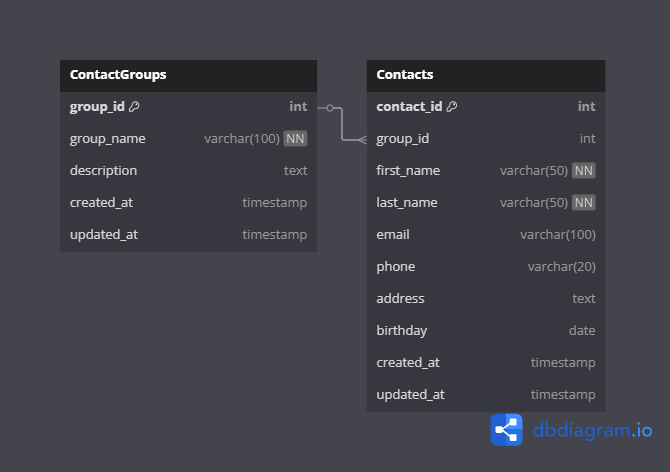 ContactGroups
group_id int
group_name varchar(100) NN
description text
created_at timestamp
updated_at timestamp
Contacts
contact_id int
group_id int
first_name varchar(50) NN
last_name varchar(50) NN
email varchar(100)
phone varchar(20)
address text
birthday date
created_at timestamp
updated_at timestamp
dbdiagram.io